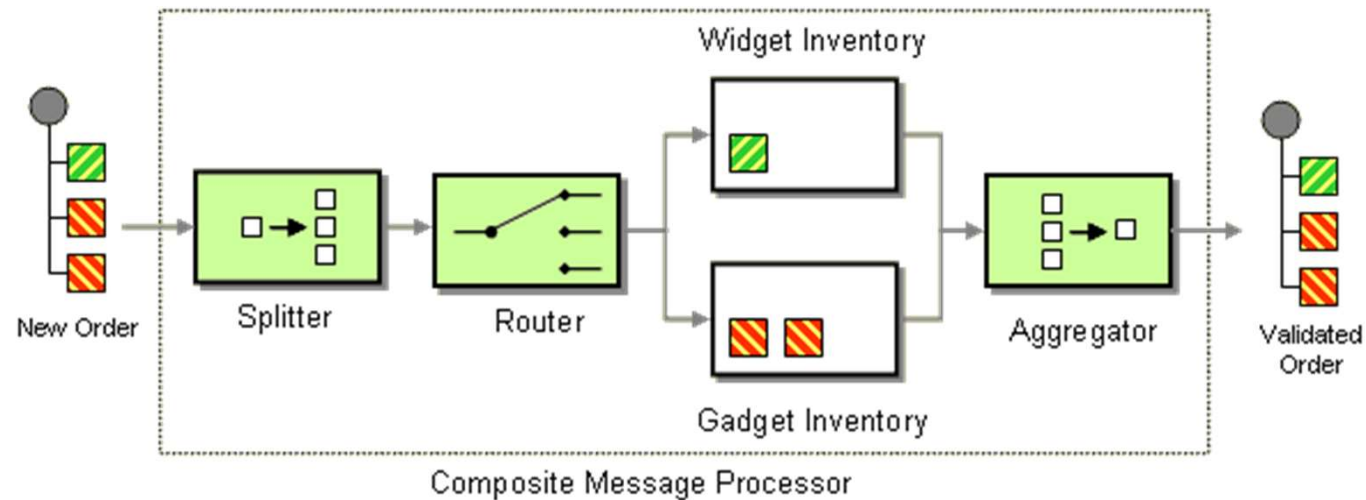 Widget Inventory
New Order
Splitter
Router
Aggregator
Validated
Order
Gadget Inventory
Composite Message Processor